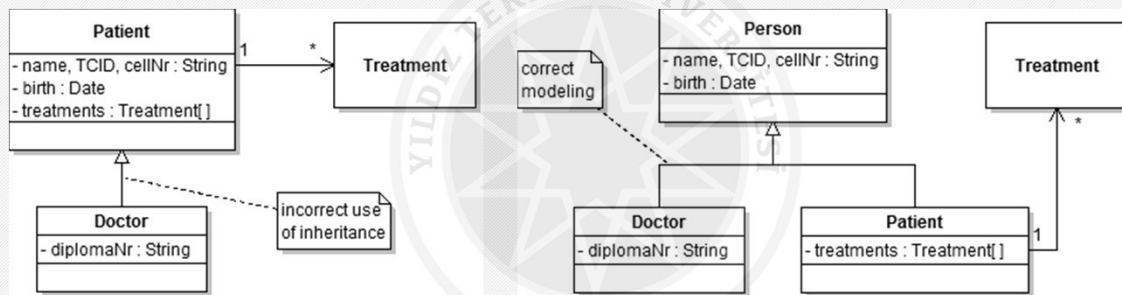 Patient
- name, TCID, cellNr : String
- birth : Date
- treatments : Treatment[ ]
1
*
Treatment
Doctor
- diplomaNr : String
incorrect use
of inheritance
correct
modeling
Person
- name, TCID, cellNr : String
- birth : Date
Treatment
*
Doctor
- diplomaNr : String
Patient
- treatments : Treatment[ ]
1